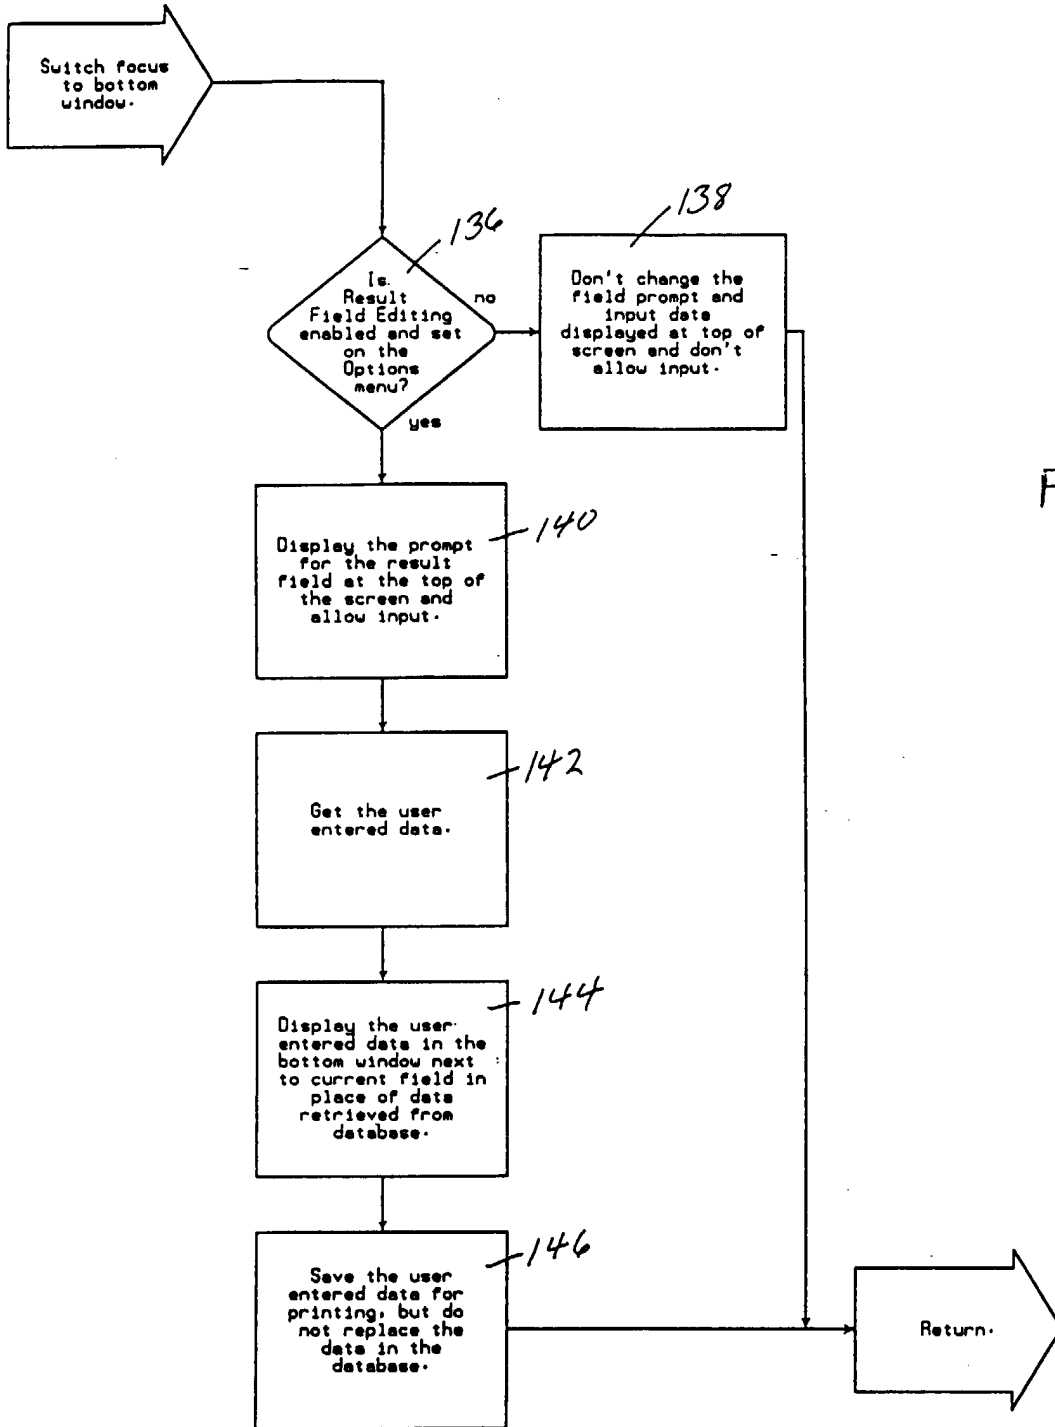 Switch focus
to bottom
window.
136
Is
Result
Field Editing
enabled and set
on the
Options
menu?
no
yes
138
Don't change the
field prompt and
input data
displayed at top of
screen and don't
allow input.
140
Display the prompt
for the result
field at the top of
the screen and
allow input.
142
Get the user
entered data.
144
Display the user
entered data in the
bottom window next
to current field in
place of data
retrieved from
database.
146
Save the user
entered data for
printing, but do
not replace the
data in the
database.
Return.